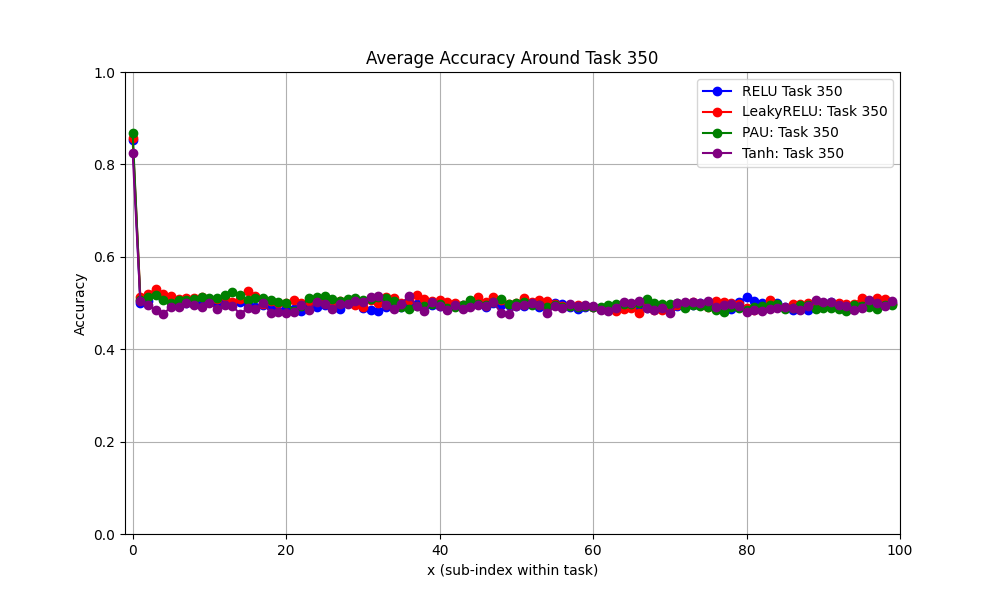 Average Accuracy Around Task 350
1.0
0.8
0.6
0.4
0.2
0.0
Accuracy
RELU Task 350
LeakyRELU: Task 350
PAU: Task 350
Tanh: Task 350
0 20 40 60 80 100
x (sub-index within task)